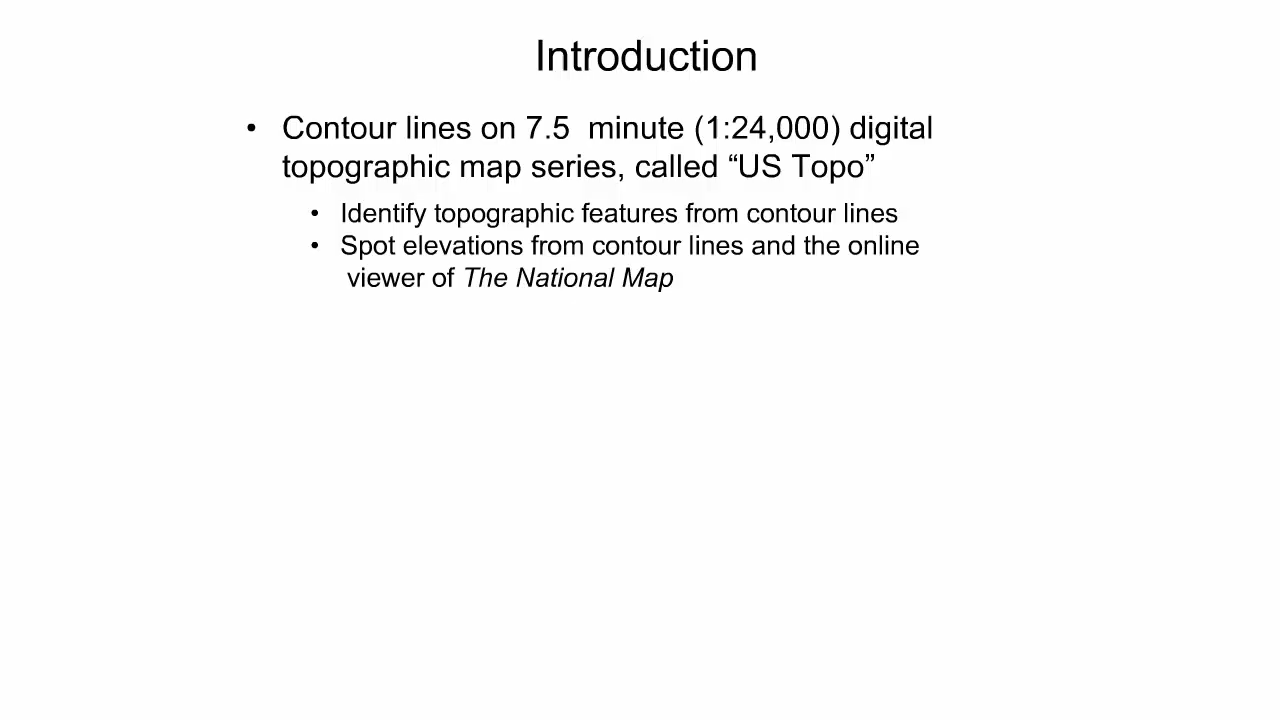 Introduction
• Contour lines on 7.5  minute (1:24,000) digital
topographic map series, called “US Topo”
• Identify topographic features from contour lines
• Spot elevations from contour lines and the online
viewer of The National Map